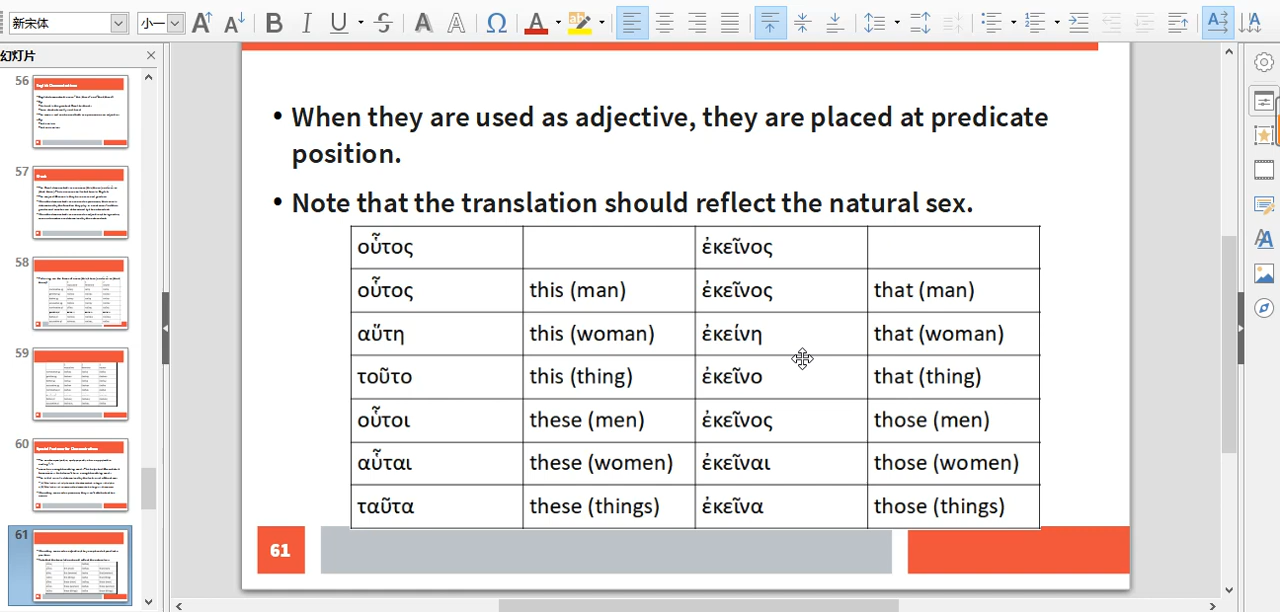 新宋体 小一
幻灯片
56
57
58
59
60
61
• When they are used as adjective, they are placed at predicate
position.
• Note that the translation should reflect the natural sex.
οὗτος ἐκεῖνος
οὗτος this (man) ἐκεῖνος that (man)
αὕτη this (woman) ἐκείνη that (woman)
τοῦτο this (thing) ἐκεῖνο that (thing)
οὗτοι these (men) ἐκεῖνος those (men)
αὗται these (women) ἐκεῖναι those (women)
ταῦτα these (things) ἐκεῖνα those (things)
61